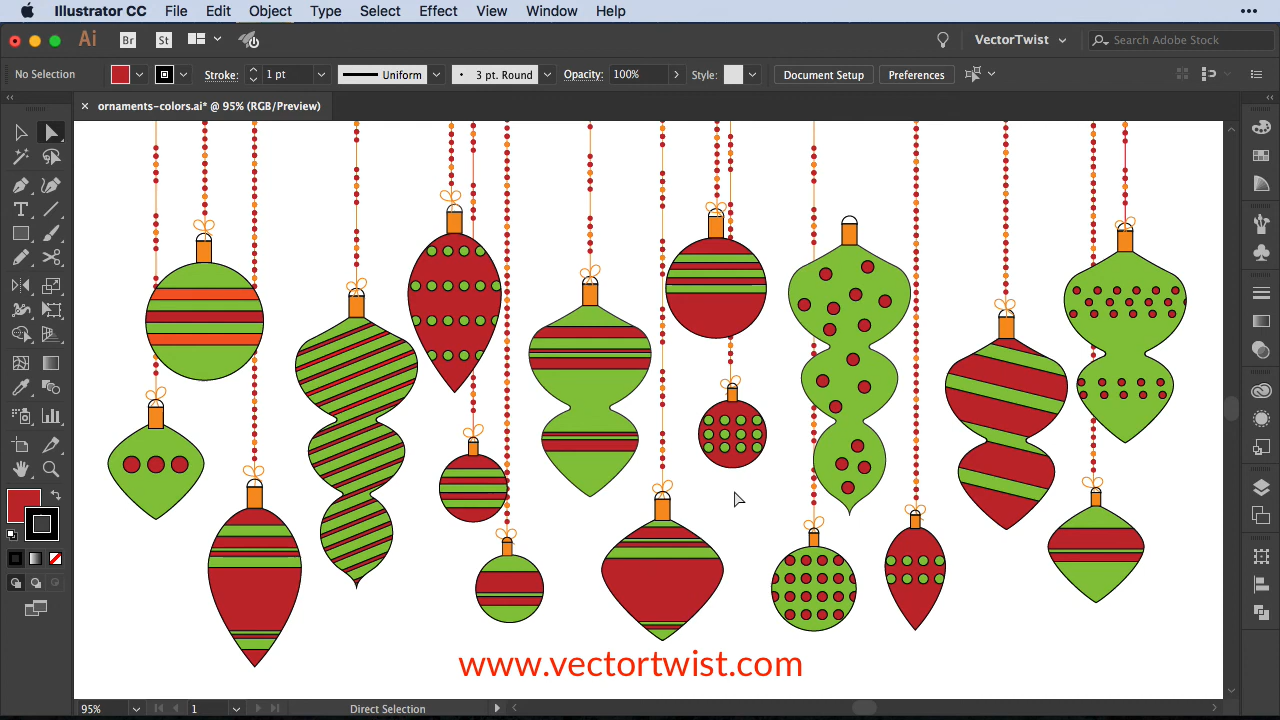 Illustrator CC File Edit Object Type Select Effect View Window Help
Ai Br St VectorTwist Search Adobe Stock
No Selection Stroke: 1 pt Uniform 3 pt. Round Opacity: 100% Style: Document Setup Preferences
× ornaments-colors.ai* @ 95% (RGB/Preview)
www.vectortwist.com
95% 1 Direct Selection